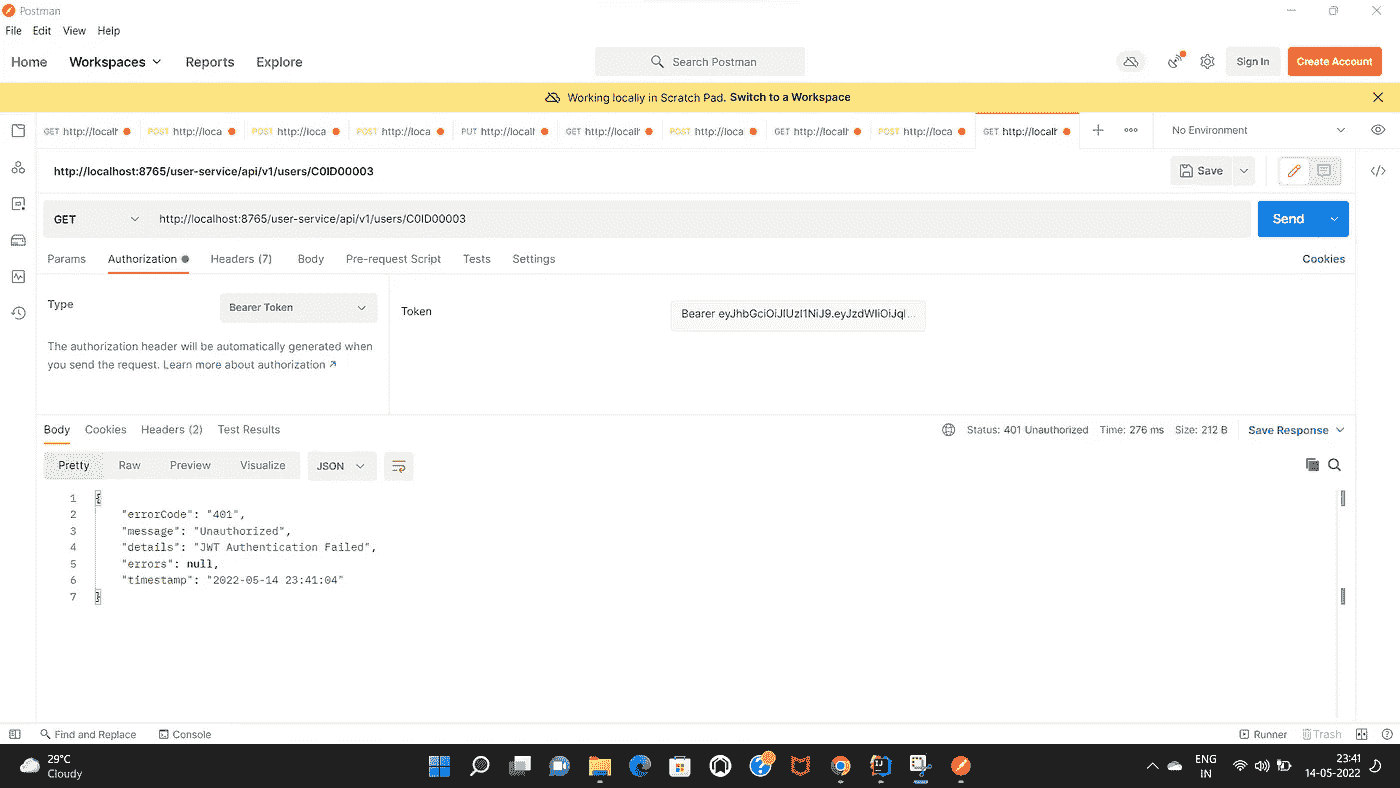 Postman
File Edit View Help
Home Workspaces Reports Explore
Search Postman
Sign In
Create Account
Working locally in Scratch Pad. Switch to a Workspace
GET http://localh POST http://loca POST http://loca POST http://loca PUT http://localh GET http://localh POST http://loca GET http://localh POST http://loca GET http://localh
No Environment
http://localhost:8765/user-service/api/v1/users/C0ID00003
Save
GET http://localhost:8765/user-service/api/v1/users/C0ID00003
Send
Params Authorization Headers (7) Body Pre-request Script Tests Settings
Cookies
Type
Bearer Token
The authorization header will be automatically generated when
you send the request. Learn more about authorization ↗
Token
Bearer eyJhbGciOiJIUzI1NiJ9.eyJzdWIiOiJql...
Body Cookies Headers (2) Test Results
Status: 401 Unauthorized Time: 276 ms Size: 212 B
Save Response
Pretty Raw Preview Visualize JSON
1 {
2 "errorCode": "401",
3 "message": "Unauthorized",
4 "details": "JWT Authentication Failed",
5 "errors": null,
6 "timestamp": "2022-05-14 23:41:04"
7 }
Find and Replace Console
Runner Trash
29°C
Cloudy
ENG
IN
23:41
14-05-2022